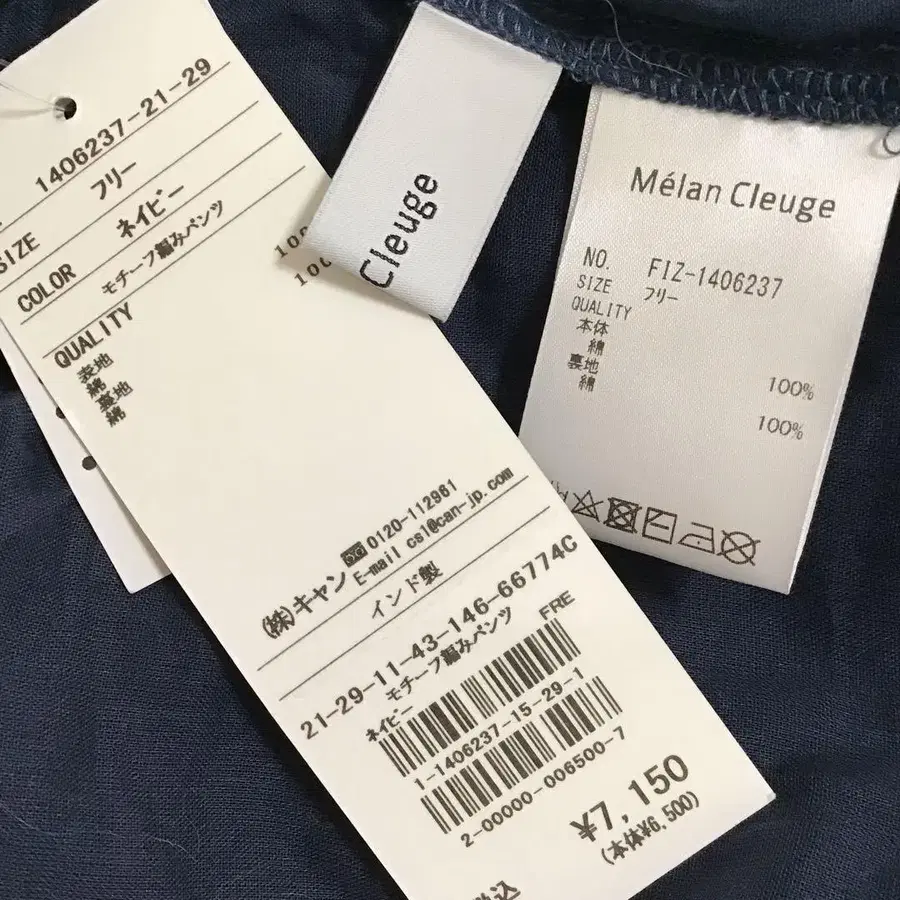 1406237-21-29
SIZE フリー
COLOR ネイビー
モチーフ編みパンツ
QUALITY
表地
綿 100
裏地
綿 100
(株)キャン 0120-112961
E-mail cs1@can-jp.com
インド製
21-29-11-43-146-66774C
モチーフ編みパンツ
ネイビー FRE
1-1406237-15-29-1
2-00000-006500-7
¥7,150
(本体¥6,500)
税込
Cleuge
Mélan Cleuge
NO. FIZ-1406237
SIZE フリー
QUALITY
本体
綿 100%
裏地
綿 100%